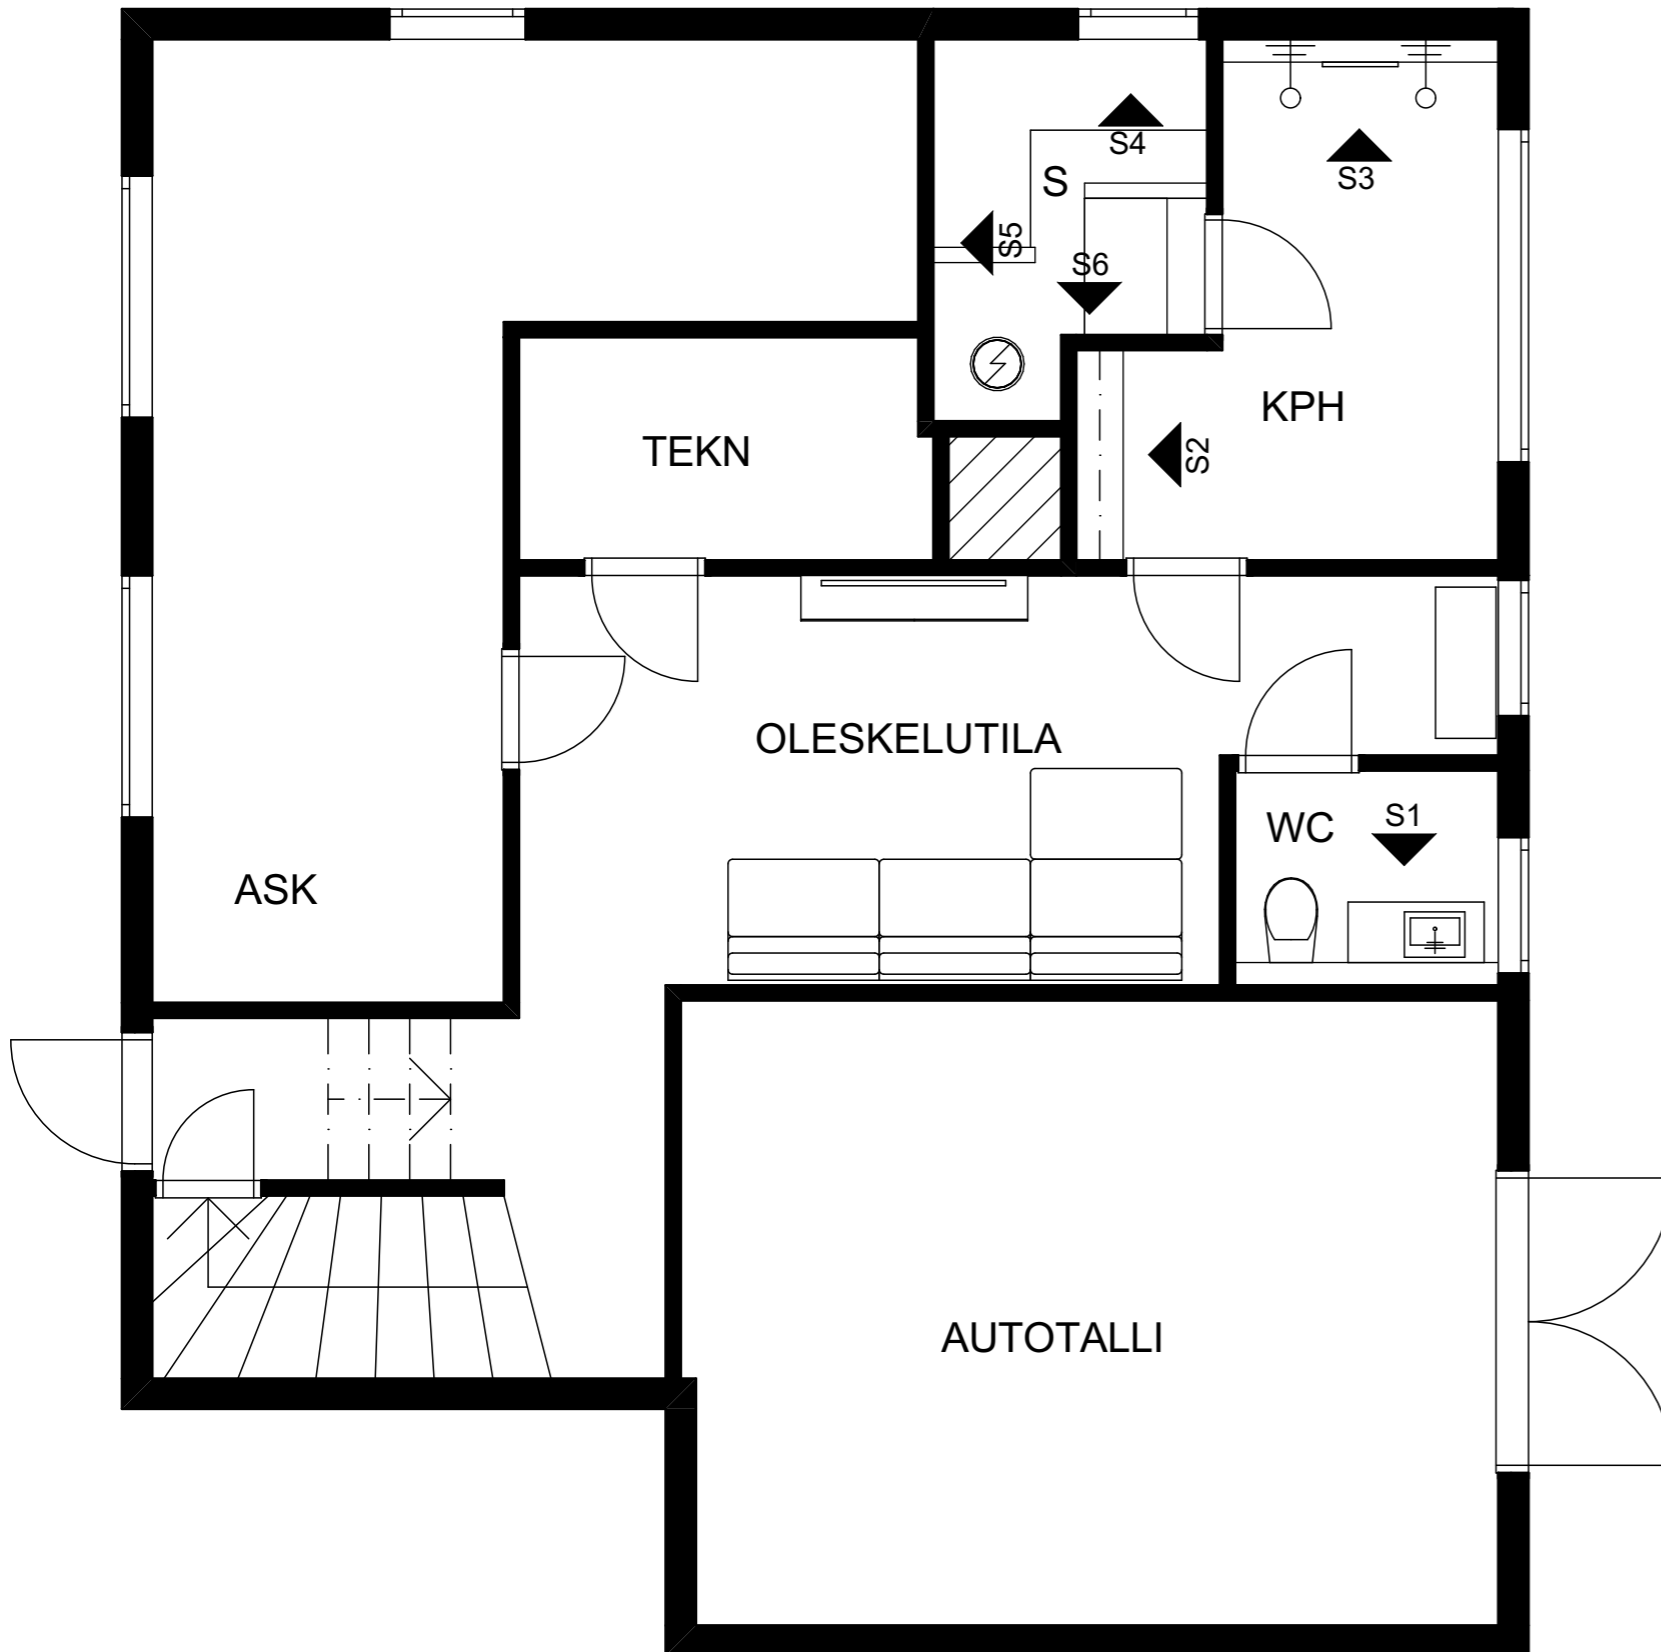 S4
S3
S
S5
S6
KPH
TEKN
S2
OLESKELUTILA
WC
S1
ASK
AUTOTALLI